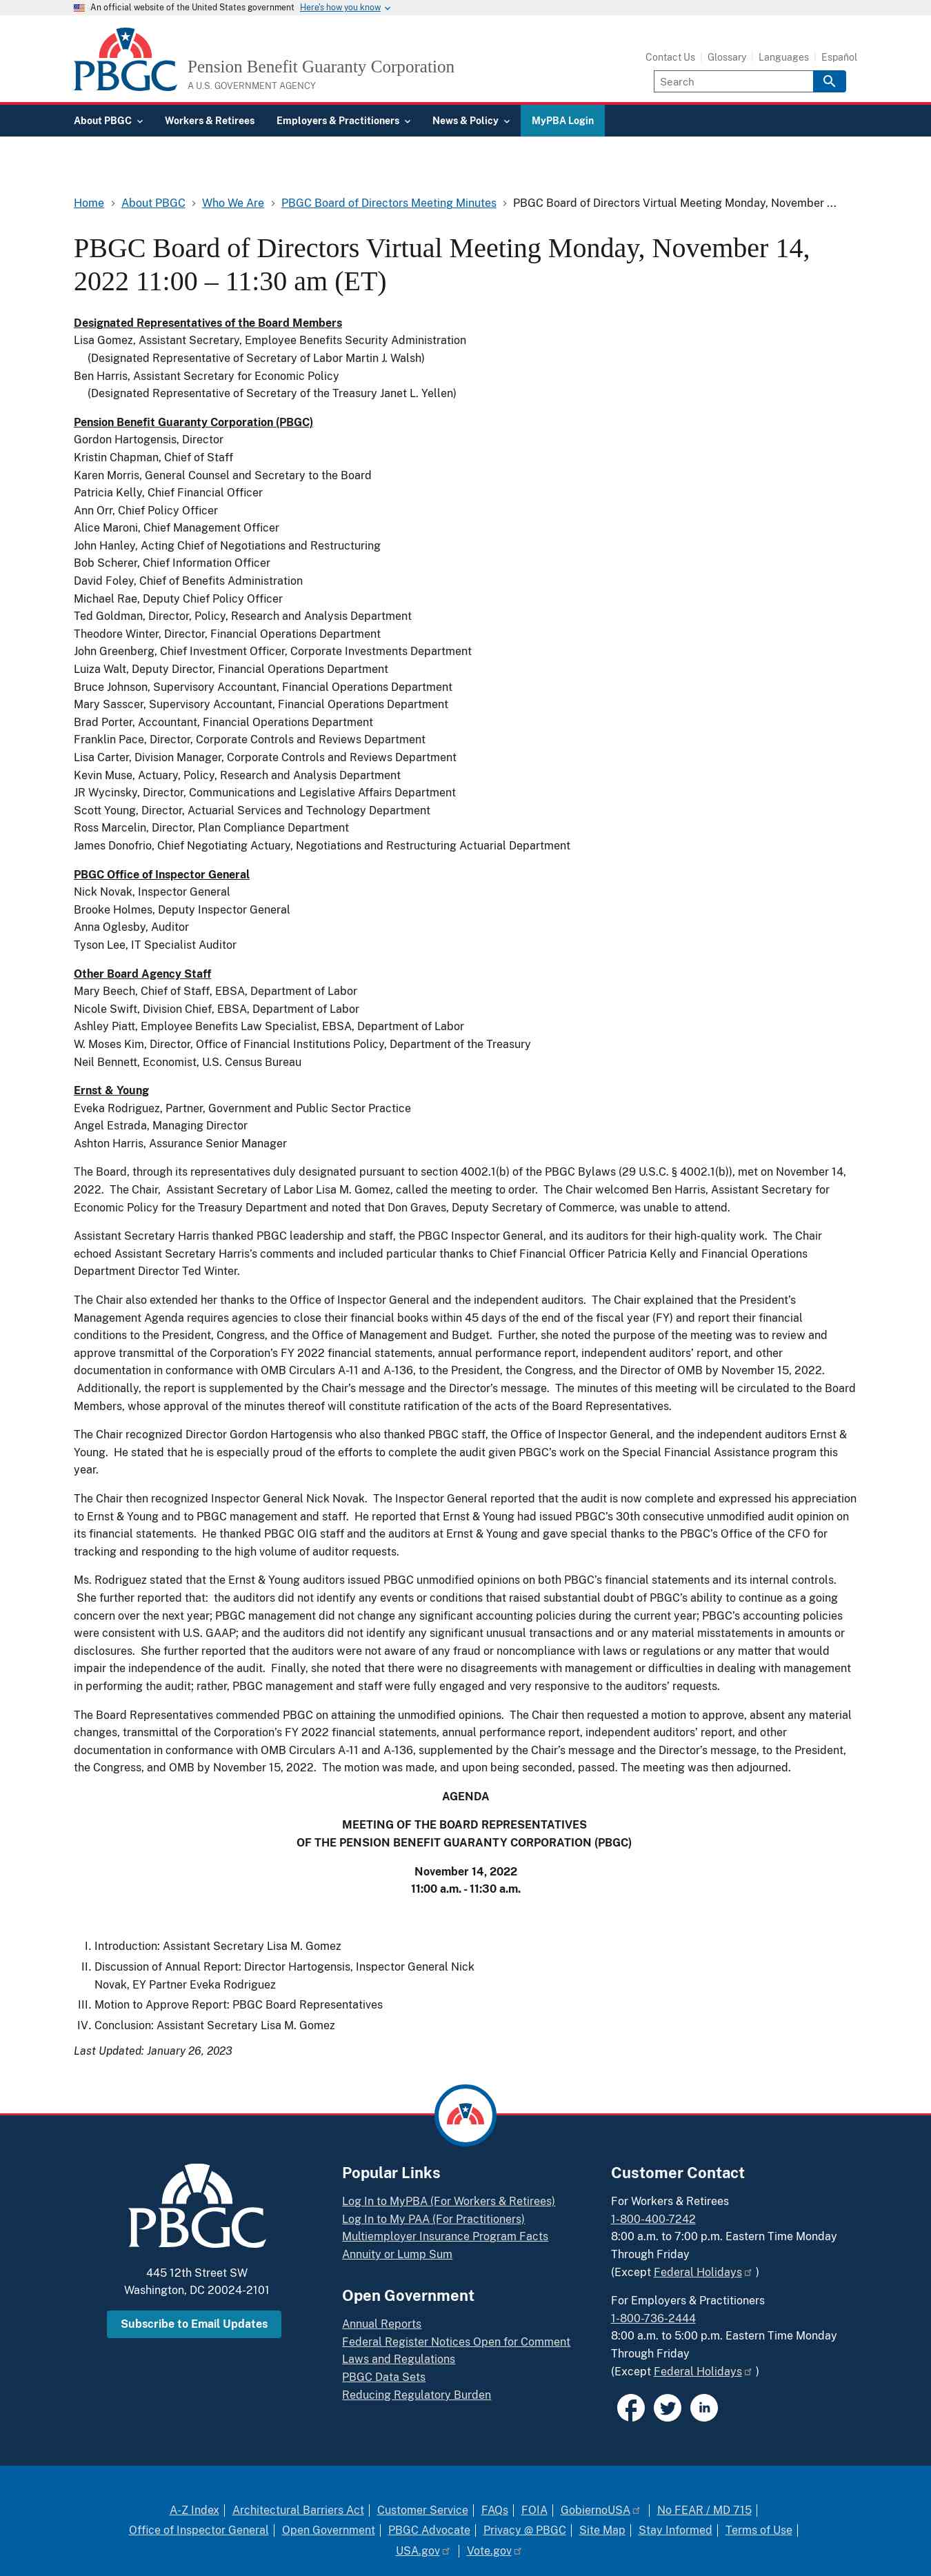 An official website of the United States government Here's how you know
PBGC
Pension Benefit Guaranty Corporation
A U.S. GOVERNMENT AGENCY
Contact Us Glossary Languages Español
Search
About PBGC Workers & Retirees Employers & Practitioners News & Policy MyPBA Login
Home About PBGC Who We Are PBGC Board of Directors Meeting Minutes PBGC Board of Directors Virtual Meeting Monday, November ...
PBGC Board of Directors Virtual Meeting Monday, November 14,
2022 11:00 – 11:30 am (ET)
Designated Representatives of the Board Members
Lisa Gomez, Assistant Secretary, Employee Benefits Security Administration
(Designated Representative of Secretary of Labor Martin J. Walsh)
Ben Harris, Assistant Secretary for Economic Policy
(Designated Representative of Secretary of the Treasury Janet L. Yellen)
Pension Benefit Guaranty Corporation (PBGC)
Gordon Hartogensis, Director
Kristin Chapman, Chief of Staff
Karen Morris, General Counsel and Secretary to the Board
Patricia Kelly, Chief Financial Officer
Ann Orr, Chief Policy Officer
Alice Maroni, Chief Management Officer
John Hanley, Acting Chief of Negotiations and Restructuring
Bob Scherer, Chief Information Officer
David Foley, Chief of Benefits Administration
Michael Rae, Deputy Chief Policy Officer
Ted Goldman, Director, Policy, Research and Analysis Department
Theodore Winter, Director, Financial Operations Department
John Greenberg, Chief Investment Officer, Corporate Investments Department
Luiza Walt, Deputy Director, Financial Operations Department
Bruce Johnson, Supervisory Accountant, Financial Operations Department
Mary Sasscer, Supervisory Accountant, Financial Operations Department
Brad Porter, Accountant, Financial Operations Department
Franklin Pace, Director, Corporate Controls and Reviews Department
Lisa Carter, Division Manager, Corporate Controls and Reviews Department
Kevin Muse, Actuary, Policy, Research and Analysis Department
JR Wycinsky, Director, Communications and Legislative Affairs Department
Scott Young, Director, Actuarial Services and Technology Department
Ross Marcelin, Director, Plan Compliance Department
James Donofrio, Chief Negotiating Actuary, Negotiations and Restructuring Actuarial Department
PBGC Office of Inspector General
Nick Novak, Inspector General
Brooke Holmes, Deputy Inspector General
Anna Oglesby, Auditor
Tyson Lee, IT Specialist Auditor
Other Board Agency Staff
Mary Beech, Chief of Staff, EBSA, Department of Labor
Nicole Swift, Division Chief, EBSA, Department of Labor
Ashley Piatt, Employee Benefits Law Specialist, EBSA, Department of Labor
W. Moses Kim, Director, Office of Financial Institutions Policy, Department of the Treasury
Neil Bennett, Economist, U.S. Census Bureau
Ernst & Young
Eveka Rodriguez, Partner, Government and Public Sector Practice
Angel Estrada, Managing Director
Ashton Harris, Assurance Senior Manager
The Board, through its representatives duly designated pursuant to section 4002.1(b) of the PBGC Bylaws (29 U.S.C. § 4002.1(b)), met on November 14,
2022. The Chair, Assistant Secretary of Labor Lisa M. Gomez, called the meeting to order. The Chair welcomed Ben Harris, Assistant Secretary for
Economic Policy for the Treasury Department and noted that Don Graves, Deputy Secretary of Commerce, was unable to attend.
Assistant Secretary Harris thanked PBGC leadership and staff, the PBGC Inspector General, and its auditors for their high-quality work. The Chair
echoed Assistant Secretary Harris's comments and included particular thanks to Chief Financial Officer Patricia Kelly and Financial Operations
Department Director Ted Winter.
The Chair also extended her thanks to the Office of Inspector General and the independent auditors. The Chair explained that the President's
Management Agenda requires agencies to close their financial books within 45 days of the end of the fiscal year (FY) and report their financial
conditions to the President, Congress, and the Office of Management and Budget. Further, she noted the purpose of the meeting was to review and
approve transmittal of the Corporation's FY 2022 financial statements, annual performance report, independent auditors' report, and other
documentation in conformance with OMB Circulars A-11 and A-136, to the President, the Congress, and the Director of OMB by November 15, 2022.
Additionally, the report is supplemented by the Chair's message and the Director's message. The minutes of this meeting will be circulated to the Board
Members, whose approval of the minutes thereof will constitute ratification of the acts of the Board Representatives.
The Chair recognized Director Gordon Hartogensis who also thanked PBGC staff, the Office of Inspector General, and the independent auditors Ernst &
Young. He stated that he is especially proud of the efforts to complete the audit given PBGC's work on the Special Financial Assistance program this
year.
The Chair then recognized Inspector General Nick Novak. The Inspector General reported that the audit is now complete and expressed his appreciation
to Ernst & Young and to PBGC management and staff. He reported that Ernst & Young had issued PBGC's 30th consecutive unmodified audit opinion on
its financial statements. He thanked PBGC OIG staff and the auditors at Ernst & Young and gave special thanks to the PBGC's Office of the CFO for
tracking and responding to the high volume of auditor requests.
Ms. Rodriguez stated that the Ernst & Young auditors issued PBGC unmodified opinions on both PBGC's financial statements and its internal controls.
She further reported that: the auditors did not identify any events or conditions that raised substantial doubt of PBGC's ability to continue as a going
concern over the next year; PBGC management did not change any significant accounting policies during the current year; PBGC's accounting policies
were consistent with U.S. GAAP; and the auditors did not identify any significant unusual transactions and or any material misstatements in amounts or
disclosures. She further reported that the auditors were not aware of any fraud or noncompliance with laws or regulations or any matter that would
impair the independence of the audit. Finally, she noted that there were no disagreements with management or difficulties in dealing with management
in performing the audit; rather, PBGC management and staff were fully engaged and very responsive to the auditors' requests.
The Board Representatives commended PBGC on attaining the unmodified opinions. The Chair then requested a motion to approve, absent any material
changes, transmittal of the Corporation's FY 2022 financial statements, annual performance report, independent auditors' report, and other
documentation in conformance with OMB Circulars A-11 and A-136, supplemented by the Chair's message and the Director's message, to the President,
the Congress, and OMB by November 15, 2022. The motion was made, and upon being seconded, passed. The meeting was then adjourned.
AGENDA
MEETING OF THE BOARD REPRESENTATIVES
OF THE PENSION BENEFIT GUARANTY CORPORATION (PBGC)
November 14, 2022
11:00 a.m. - 11:30 a.m.
I. Introduction: Assistant Secretary Lisa M. Gomez
II. Discussion of Annual Report: Director Hartogensis, Inspector General Nick
Novak, EY Partner Eveka Rodriguez
III. Motion to Approve Report: PBGC Board Representatives
IV. Conclusion: Assistant Secretary Lisa M. Gomez
Last Updated: January 26, 2023
PBGC
445 12th Street SW
Washington, DC 20024-2101
Subscribe to Email Updates
Popular Links
Log In to MyPBA (For Workers & Retirees)
Log In to My PAA (For Practitioners)
Multiemployer Insurance Program Facts
Annuity or Lump Sum
Open Government
Annual Reports
Federal Register Notices Open for Comment
Laws and Regulations
PBGC Data Sets
Reducing Regulatory Burden
Customer Contact
For Workers & Retirees
1-800-400-7242
8:00 a.m. to 7:00 p.m. Eastern Time Monday
Through Friday
(Except Federal Holidays )
For Employers & Practitioners
1-800-736-2444
8:00 a.m. to 5:00 p.m. Eastern Time Monday
Through Friday
(Except Federal Holidays )
A-Z Index Architectural Barriers Act Customer Service FAQs FOIA GobiernoUSA No FEAR / MD 715
Office of Inspector General Open Government PBGC Advocate Privacy @ PBGC Site Map Stay Informed Terms of Use
USA.gov Vote.gov